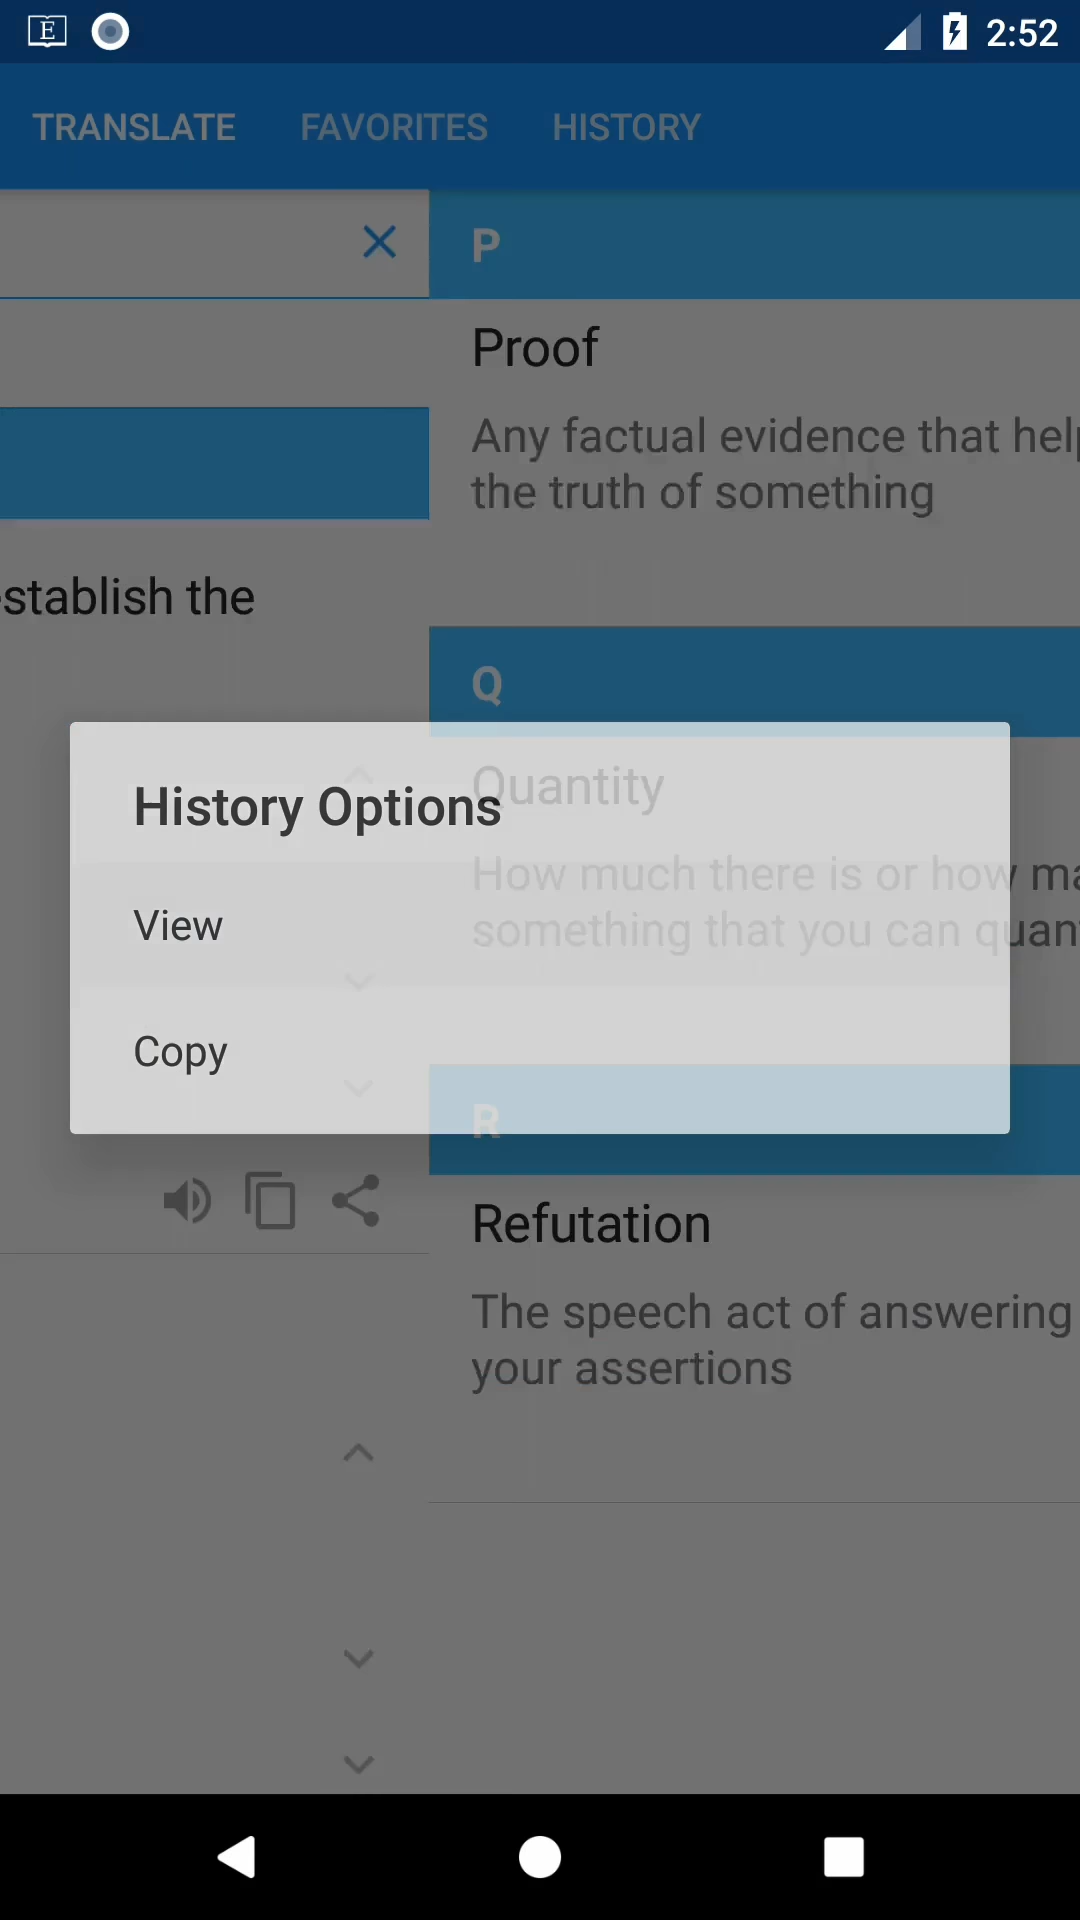 E
2:52
TRANSLATE FAVORITES HISTORY
P
Proof
Any factual evidence that help
the truth of something
stablish the
Q
Quantity
How much there is or how ma
something that you can quan
History Options
View
Copy
R
Refutation
The speech act of answering
your assertions